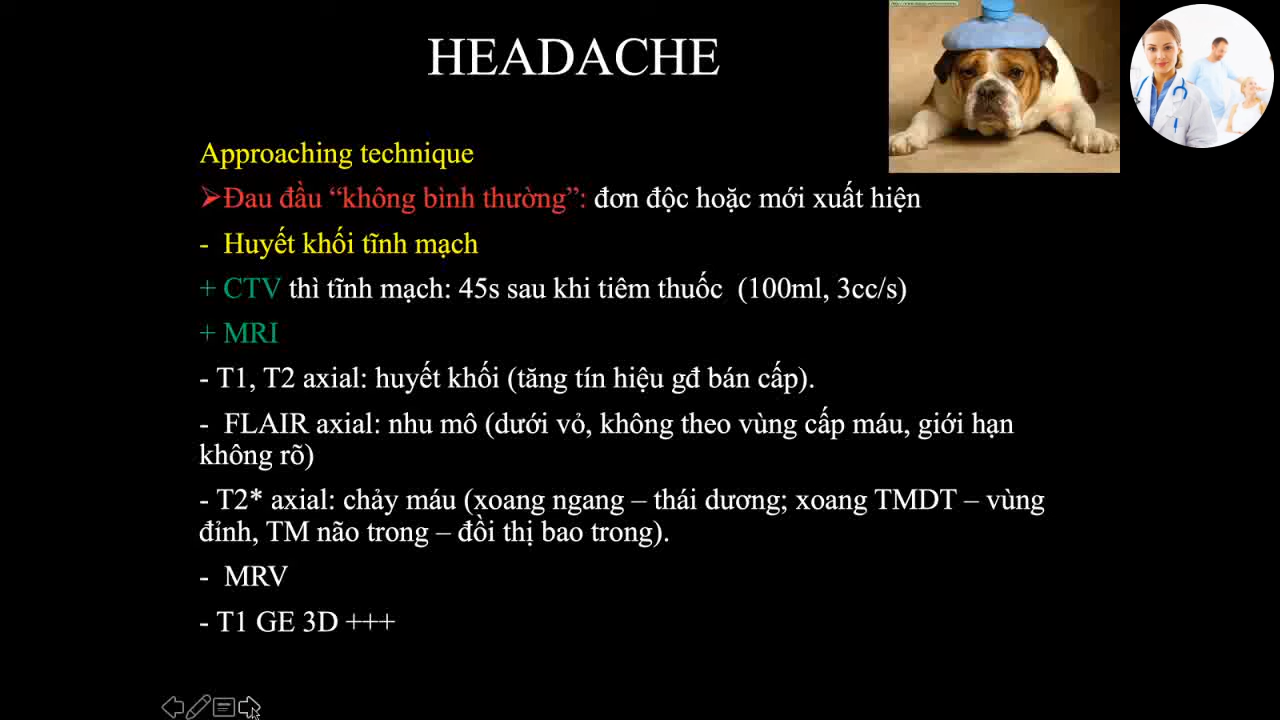 HEADACHE
Approaching technique
➢Đau đầu “không bình thường”: đơn độc hoặc mới xuất hiện
- Huyết khối tĩnh mạch
+ CTV thì tĩnh mạch: 45s sau khi tiêm thuốc (100ml, 3cc/s)
+ MRI
- T1, T2 axial: huyết khối (tăng tín hiệu gđ bán cấp).
- FLAIR axial: nhu mô (dưới vỏ, không theo vùng cấp máu, giới hạn
không rõ)
- T2* axial: chảy máu (xoang ngang – thái dương; xoang TMDT – vùng
đỉnh, TM não trong – đồi thị bao trong).
- MRV
- T1 GE 3D +++